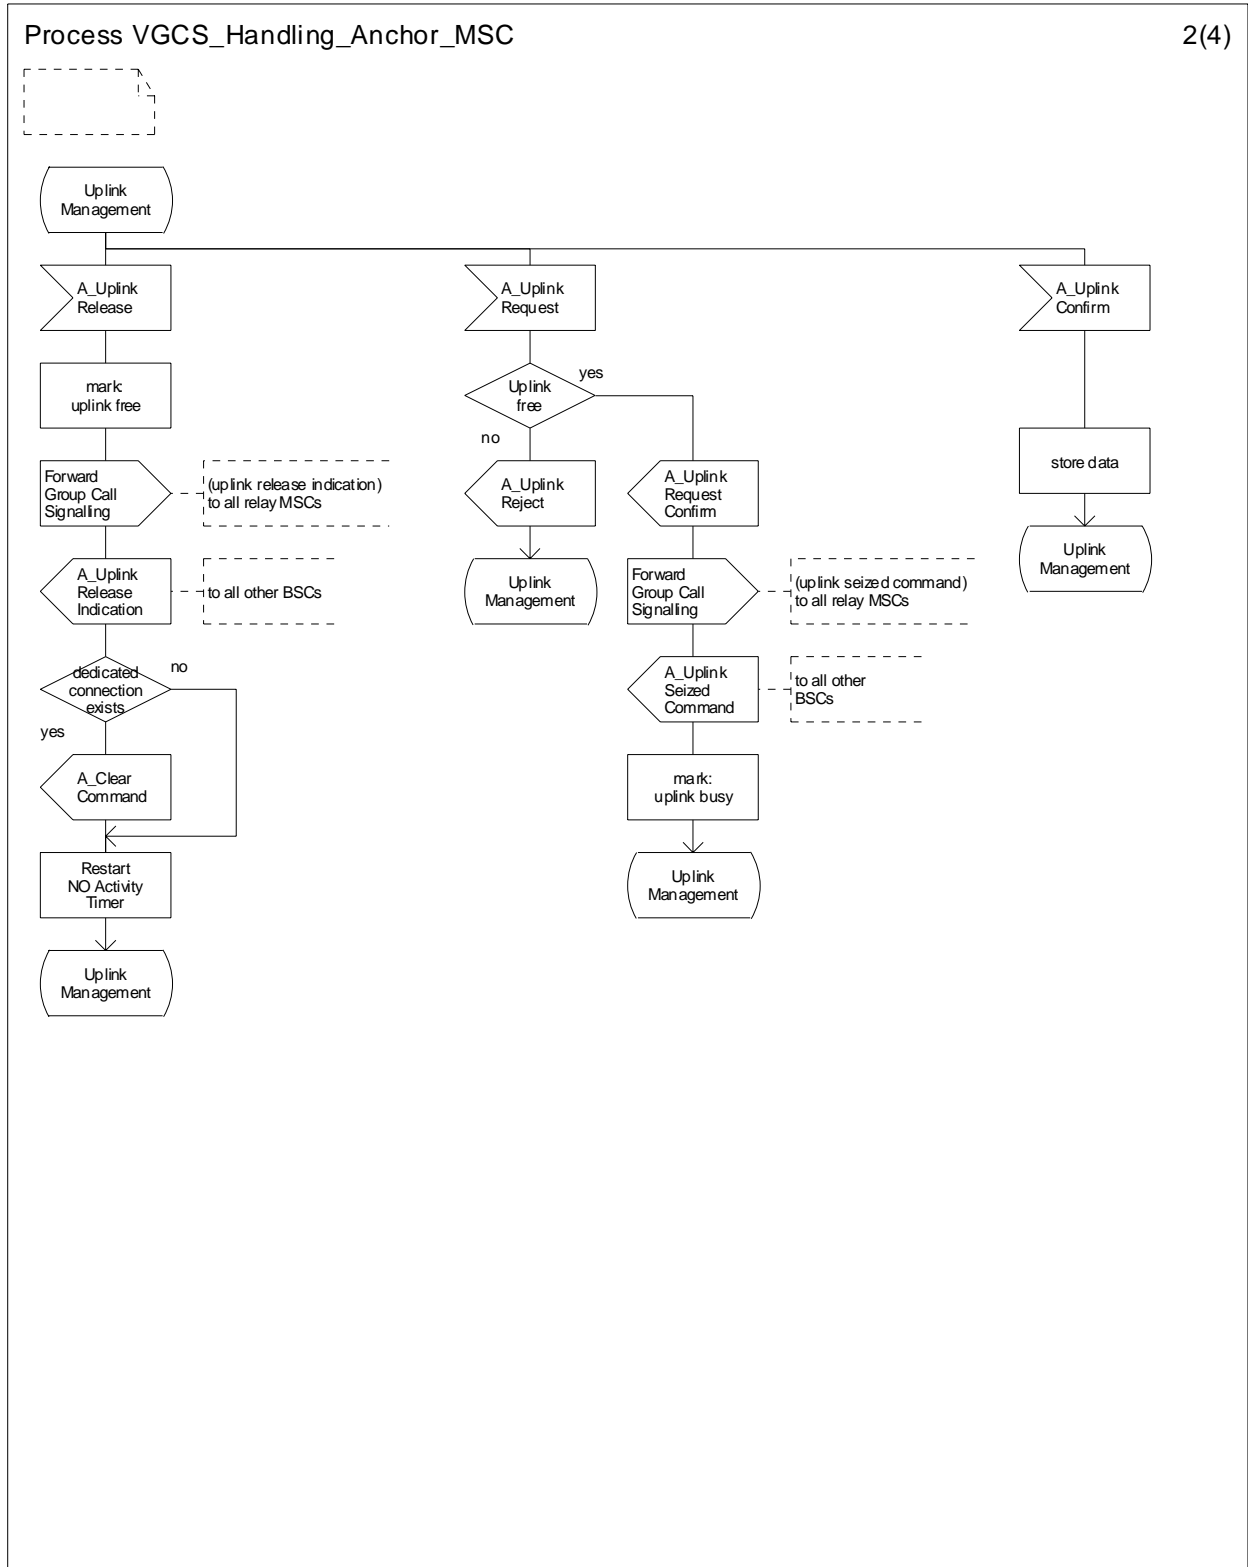 Process VGCS_Handling_Anchor_MSC
2(4)
Uplink
Management
A_Uplink
Release
mark:
uplink free
Forward
Group Call
Signalling
(uplink release indication)
to all relay MSCs
A_Uplink
Release
Indication
to all other BSCs
dedicated
connection
exists
no
yes
A_Clear
Command
Restart
NO Activity
Timer
Uplink
Management
A_Uplink
Request
Uplink
free
yes
no
A_Uplink
Reject
Uplink
Management
A_Uplink
Request
Confirm
Forward
Group Call
Signalling
(uplink seized command)
to all relay MSCs
A_Uplink
Seized
Command
to all other
BSCs
mark:
uplink busy
Uplink
Management
A_Uplink
Confirm
store data
Uplink
Management